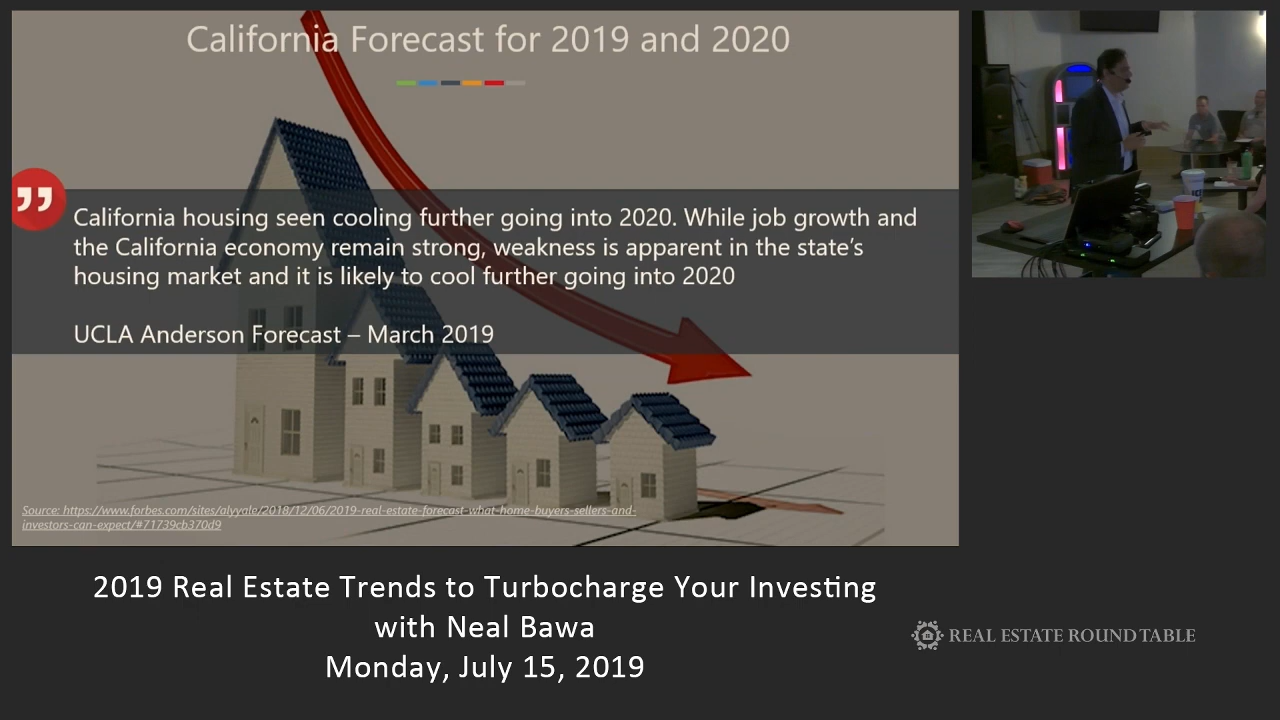 California Forecast for 2019 and 2020
”
California housing seen cooling further going into 2020. While job growth and
the California economy remain strong, weakness is apparent in the state’s
housing market and it is likely to cool further going into 2020
UCLA Anderson Forecast – March 2019
Source: https://www.forbes.com/sites/alyyale/2018/12/06/2019-real-estate-forecast-what-home-buyers-sellers-and-
investors-can-expect/#71739cb370d9
2019 Real Estate Trends to Turbocharge Your Investing
with Neal Bawa
Monday, July 15, 2019
REAL ESTATE ROUND TABLE